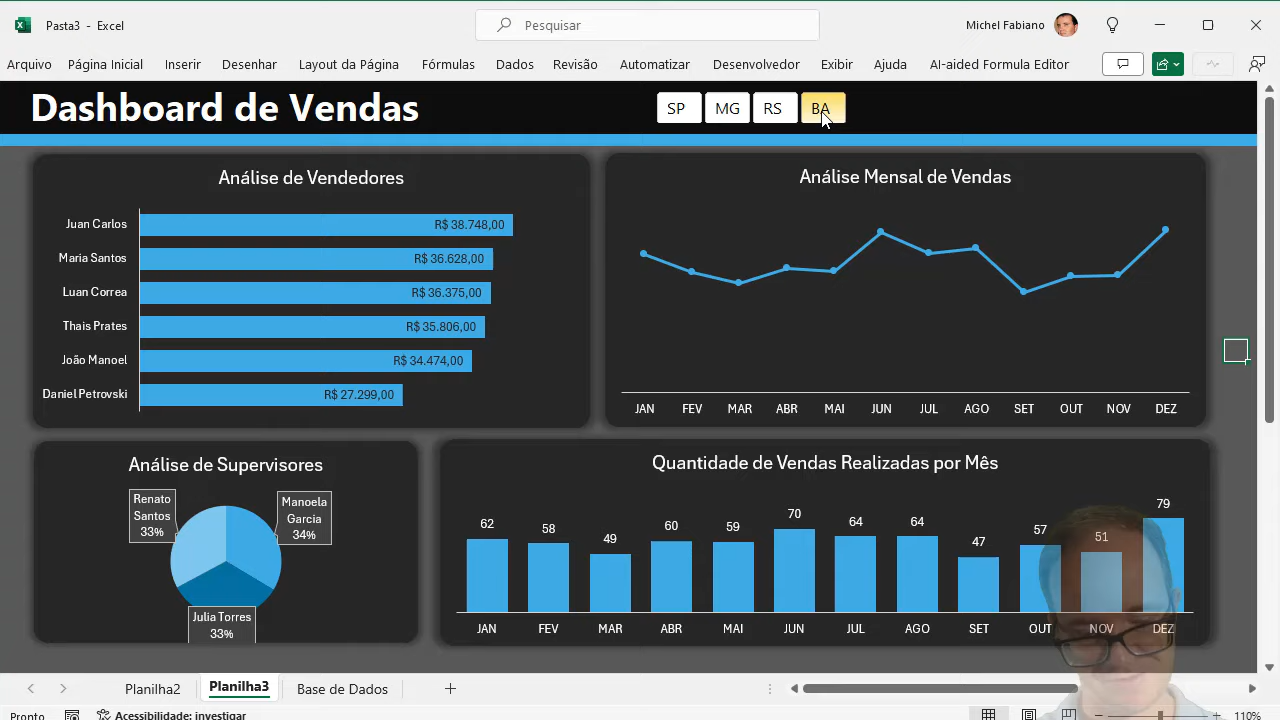 Pasta3 - Excel
Pesquisar
Michel Fabiano
Arquivo Página Inicial Inserir Desenhar Layout da Página Fórmulas Dados Revisão Automatizar Desenvolvedor Exibir Ajuda AI-aided Formula Editor
Dashboard de Vendas
SP MG RS BA
Análise de Vendedores
Juan Carlos R$ 38.748,00
Maria Santos R$ 36.628,00
Luan Correa R$ 36.375,00
Thais Prates R$ 35.806,00
João Manoel R$ 34.474,00
Daniel Petrovski R$ 27.299,00
Análise Mensal de Vendas
JAN FEV MAR ABR MAI JUN JUL AGO SET OUT NOV DEZ
Análise de Supervisores
Renato
Santos
33%
Manoela
Garcia
34%
Julia Torres
33%
Quantidade de Vendas Realizadas por Mês
62 58 49 60 59 70 64 64 47 57 51 79
JAN FEV MAR ABR MAI JUN JUL AGO SET OUT NOV DEZ
Planilha2 Planilha3 Base de Dados
Pronto Acessibilidade: investigar 110%